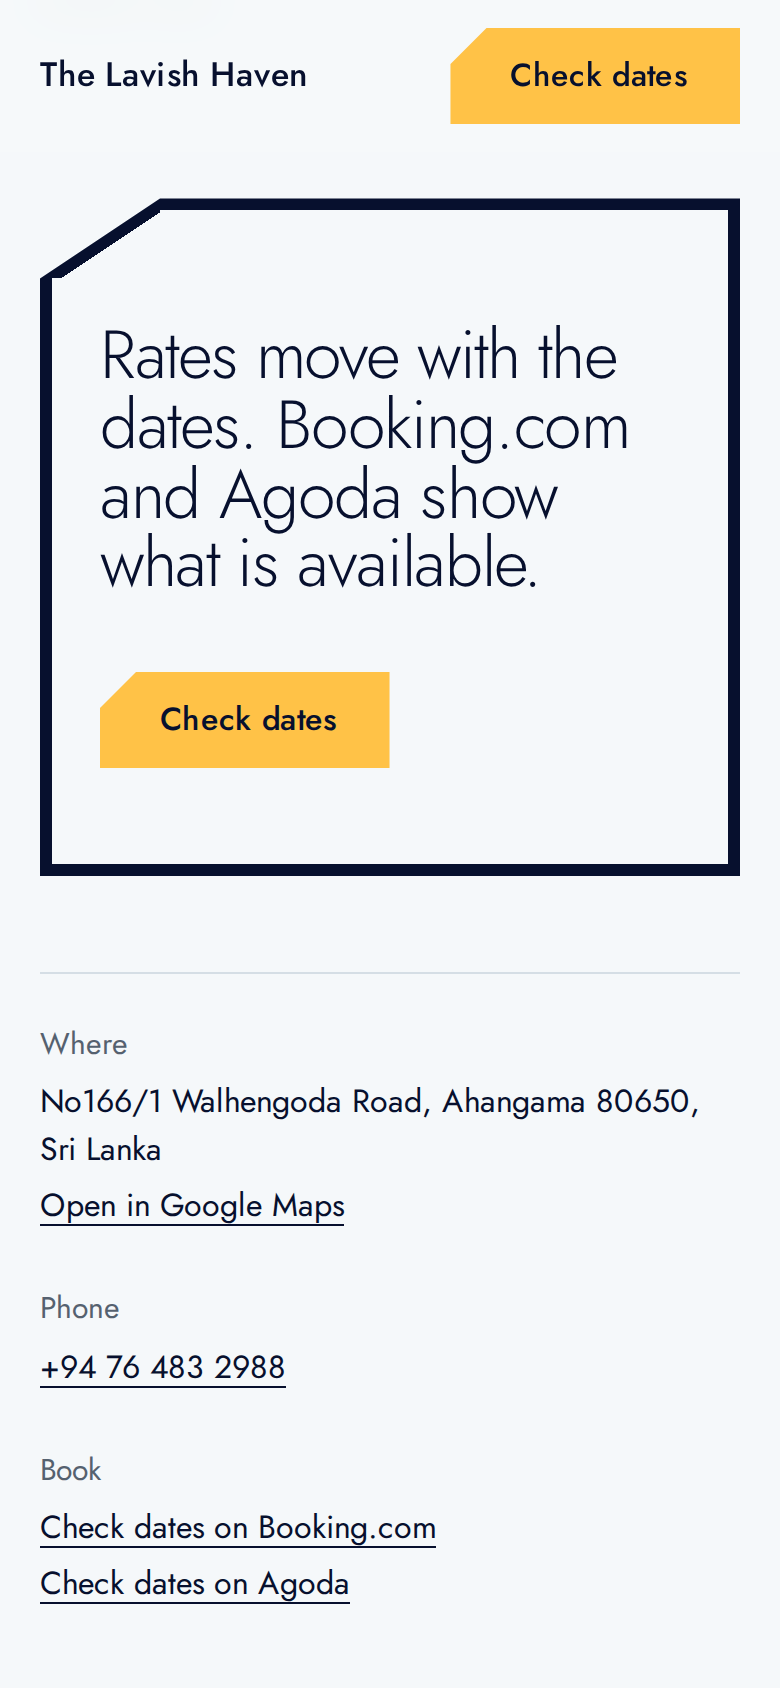 The Lavish Haven
Check dates
Rates move with the
dates. Booking.com
and Agoda show
what is available.
Check dates
Where
No166/1 Walhengoda Road, Ahangama 80650,
Sri Lanka
Open in Google Maps
Phone
+94 76 483 2988
Book
Check dates on Booking.com
Check dates on Agoda